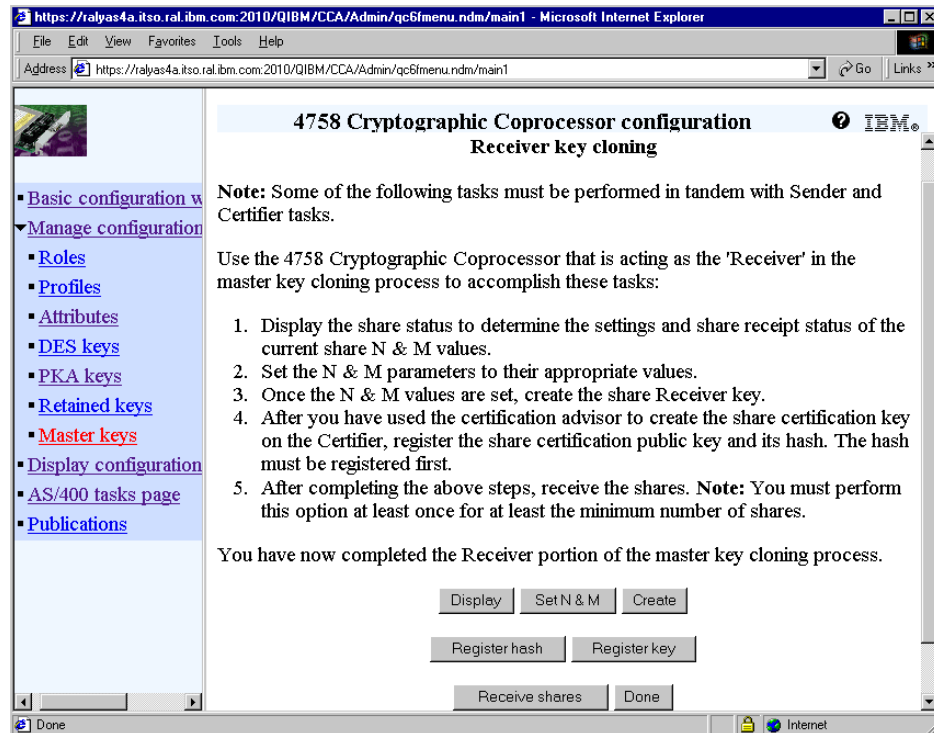 https://ralyas4a.itso.ral.ibm.com:2010/QIBM/CCA/Admin/qc6fmenu.ndm/main1 - Microsoft Internet Explorer
File Edit View Favorites Tools Help
Address https://ralyas4a.itso.ral.ibm.com:2010/QIBM/CCA/Admin/qc6fmenu.ndm/main1 Go Links »
4758 Cryptographic Coprocessor configuration ? IBM®
Receiver key cloning
Basic configuration w
Manage configuration
Roles
Profiles
Attributes
DES keys
PKA keys
Retained keys
Master keys
Display configuration
AS/400 tasks page
Publications
Note: Some of the following tasks must be performed in tandem with Sender and
Certifier tasks.
Use the 4758 Cryptographic Coprocessor that is acting as the 'Receiver' in the
master key cloning process to accomplish these tasks:
1. Display the share status to determine the settings and share receipt status of the
current share N & M values.
2. Set the N & M parameters to their appropriate values.
3. Once the N & M values are set, create the share Receiver key.
4. After you have used the certification advisor to create the share certification key
on the Certifier, register the share certification public key and its hash. The hash
must be registered first.
5. After completing the above steps, receive the shares. Note: You must perform
this option at least once for at least the minimum number of shares.
You have now completed the Receiver portion of the master key cloning process.
Display Set N & M Create
Register hash Register key
Receive shares Done
Done Internet